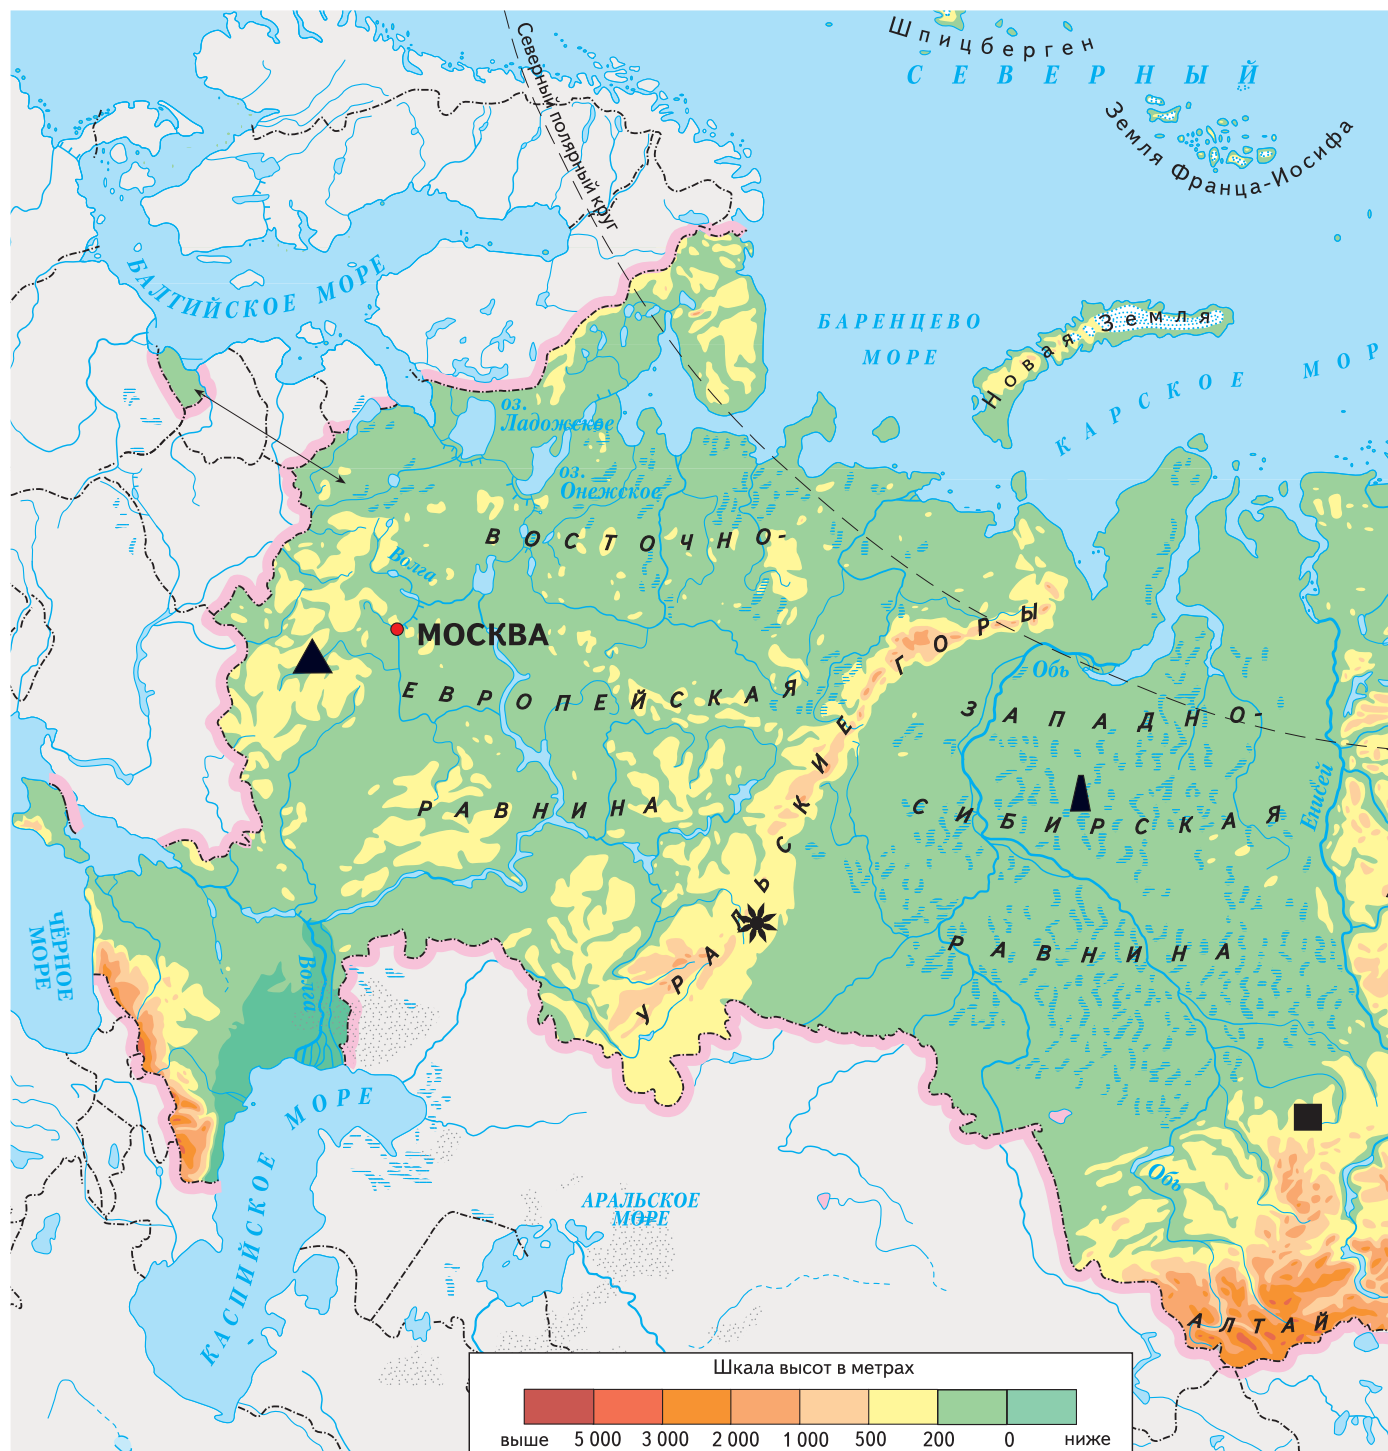 Шпицберген
СЕВЕРНЫЙ
Земля Франца-Иосифа
Северный полярный круг
БАЛТИЙСКОЕ МОРЕ
БАРЕНЦЕВО
МОРЕ
Новая Земля
КАРСКОЕ МОР
оз.
Ладожское
оз.
Онежское
ВОСТОЧНО-
Волга
МОСКВА
ЕВРОПЕЙСКАЯ
РАВНИНА
УРАЛЬСКИЕ ГОРЫ
Обь
ЗАПАДНО-
СИБИРСКАЯ
РАВНИНА
Енисей
ЧЁРНОЕ
МОРЕ
Волга
КАСПИЙСКОЕ МОРЕ
АРАЛЬСКОЕ
МОРЕ
Обь
АЛТАЙ
Шкала высот в метрах
выше 5 000 3 000 2 000 1 000 500 200 0 ниже